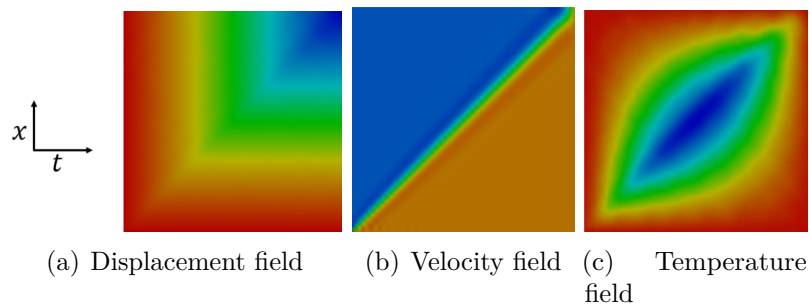 x
t
(a) Displacement field
(b) Velocity field
(c) Temperature
field